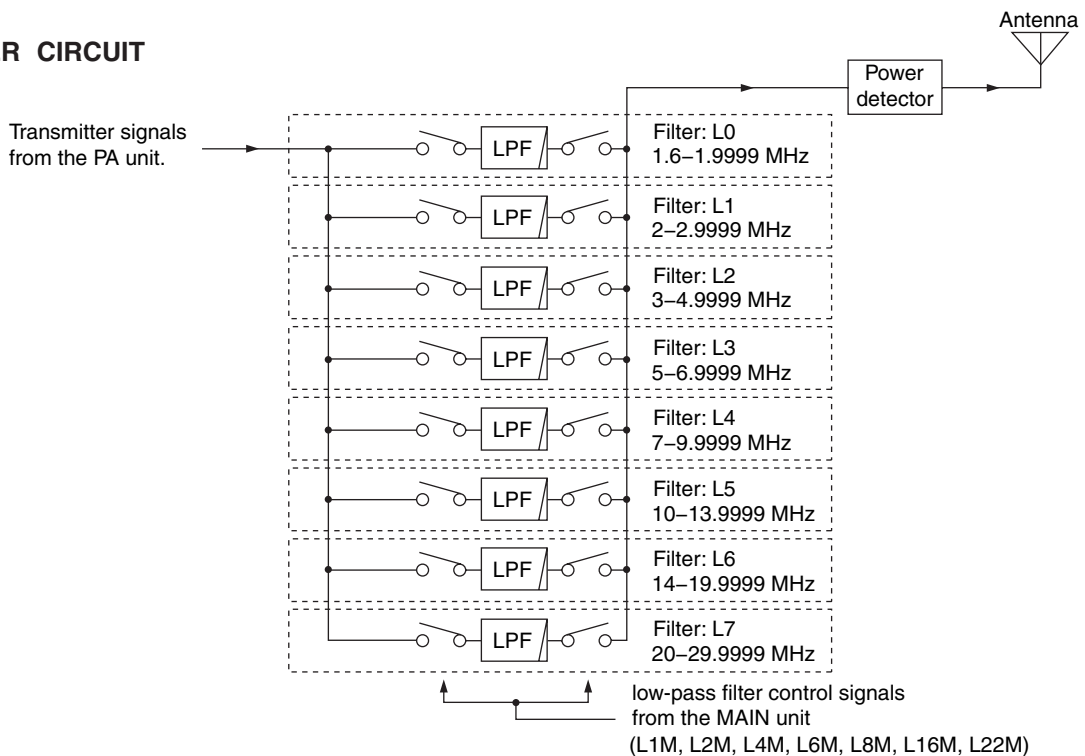 Antenna
R CIRCUIT
Power
detector
Transmitter signals
from the PA unit.
LPF
Filter: L0
1.6–1.9999 MHz
LPF
Filter: L1
2–2.9999 MHz
LPF
Filter: L2
3–4.9999 MHz
LPF
Filter: L3
5–6.9999 MHz
LPF
Filter: L4
7–9.9999 MHz
LPF
Filter: L5
10–13.9999 MHz
LPF
Filter: L6
14–19.9999 MHz
LPF
Filter: L7
20–29.9999 MHz
low-pass filter control signals
from the MAIN unit
(L1M, L2M, L4M, L6M, L8M, L16M, L22M)